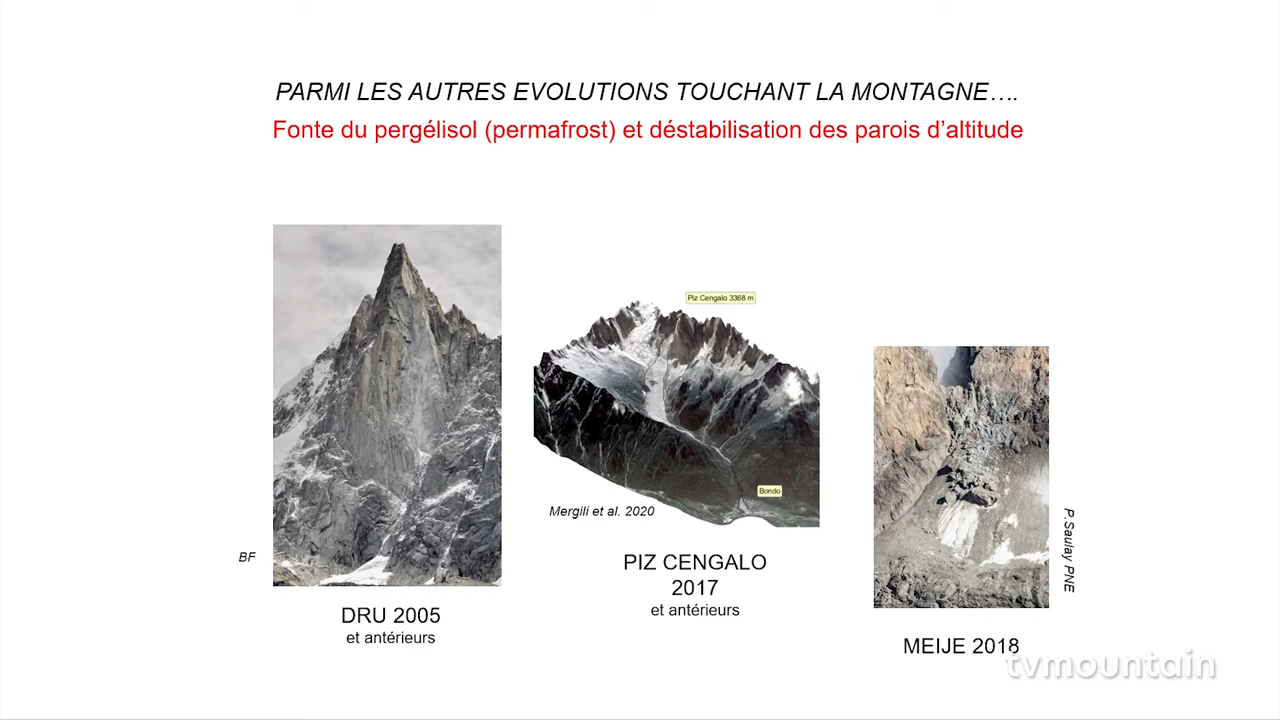 PARMI LES AUTRES EVOLUTIONS TOUCHANT LA MONTAGNE….
Fonte du pergélisol (permafrost) et déstabilisation des parois d’altitude
BF
DRU 2005
et antérieurs
Piz Cengalo 3368 m
Bondo
Mergili et al. 2020
PIZ CENGALO
2017
et antérieurs
P.Saulay PNE
MEIJE 2018
tvmountain